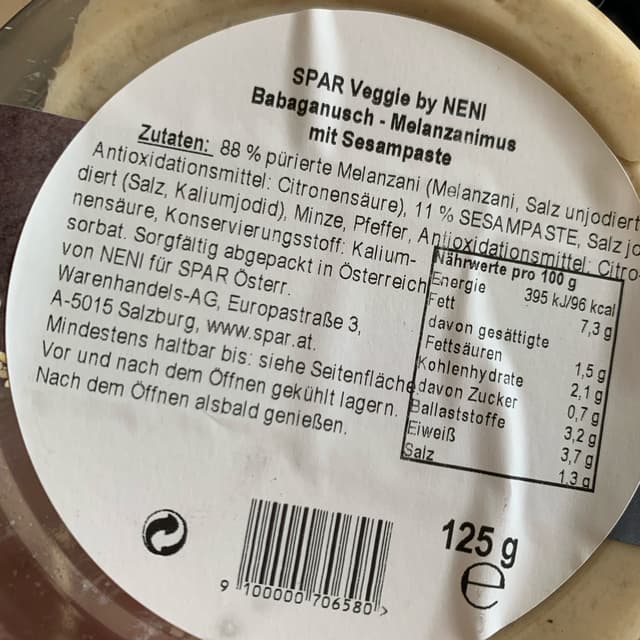 SPAR Veggie by NENI
Babaganusch - Melanzanimus
mit Sesampaste
Zutaten: 88 % pürierte Melanzani (Melanzani, Salz unjodiert
Antioxidationsmittel: Citronensäure), 11 % SESAMPASTE, Salz jo
diert (Salz, Kaliumjodid), Minze, Pfeffer, Antioxidationsmittel: Citro
nensäure, Konservierungsstoff: Kalium-
sorbat. Sorgfältig abgepackt in Österreich
von NENI für SPAR Österr.
Warenhandels-AG, Europastraße 3,
A-5015 Salzburg, www.spar.at.
Mindestens haltbar bis: siehe Seitenfläche
Vor und nach dem Öffnen gekühlt lagern.
Nach dem Öffnen alsbald genießen.
Nährwerte pro 100 g
Energie 395 kJ/96 kcal
Fett 7,3 g
davon gesättigte
Fettsäuren 1,5 g
Kohlenhydrate 2,1 g
davon Zucker 0,7 g
Ballaststoffe 3,2 g
Eiweiß 3,7 g
Salz 1,3 g
125 g
e
9 100000 706580 >